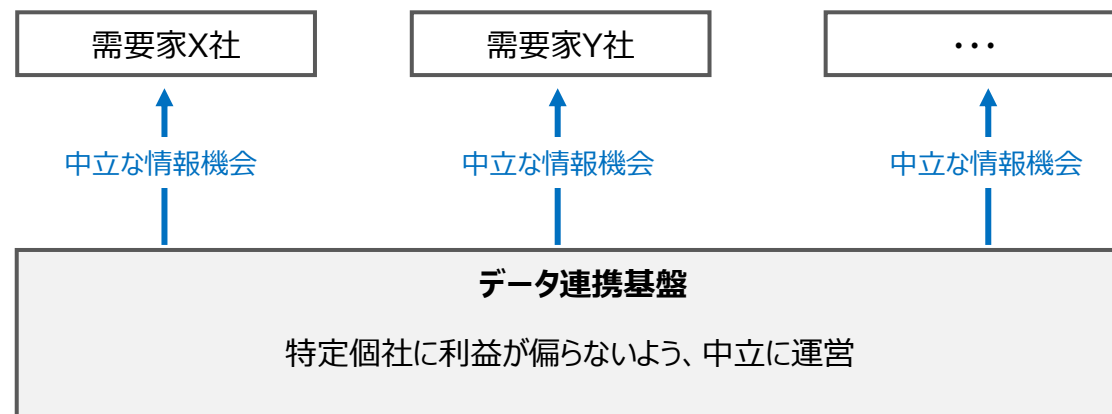 需要家X社
需要家Y社
・・・
中立な情報機会
中立な情報機会
中立な情報機会
データ連携基盤
特定個社に利益が偏らないよう、中立に運営